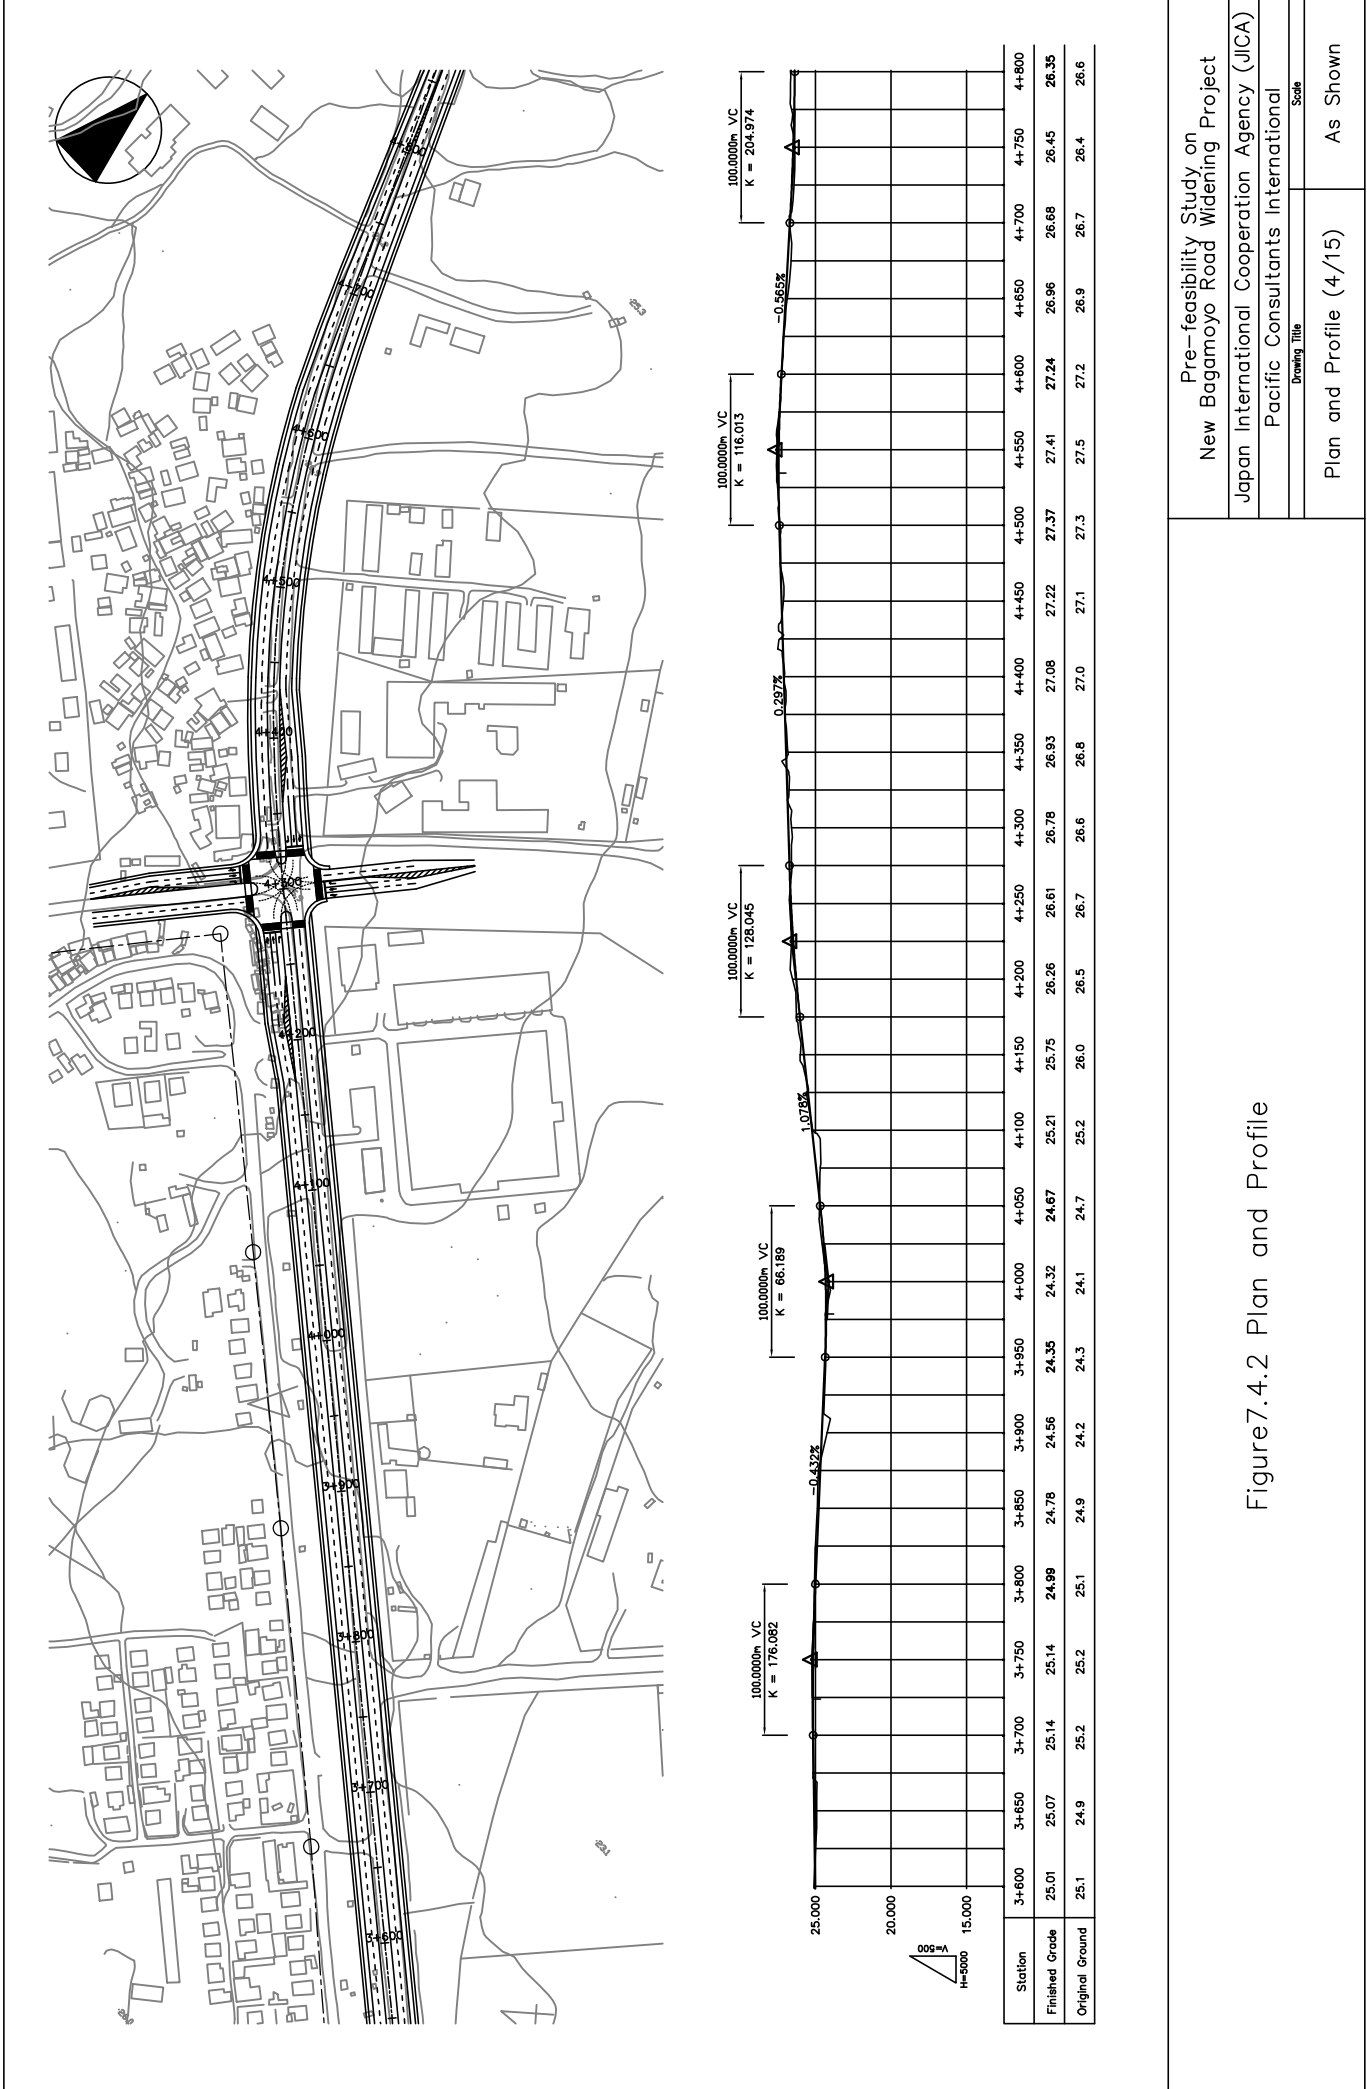 3+600
3+700
3+800
3+900
4+000
4+100
4+200
4+300
4+400
4+500
4+600
4+700
4+800
100.0000m VC
K = 176.082
100.0000m VC
K = 66.189
100.0000m VC
K = 128.045
100.0000m VC
K = 116.013
100.0000m VC
K = 204.974
-0.432%
1.078%
0.297%
-0.565%
25.000
20.000
15.000
V=500
H=5000
Station 3+600 3+650 3+700 3+750 3+800 3+850 3+900 3+950 4+000 4+050 4+100 4+150 4+200 4+250 4+300 4+350 4+400 4+450 4+500 4+550 4+600 4+650 4+700 4+750 4+800
Finished Grade 25.01 25.07 25.14 25.14 24.99 24.78 24.56 24.35 24.32 24.67 25.21 25.75 26.26 26.61 26.78 26.93 27.08 27.22 27.37 27.41 27.24 26.96 26.68 26.45 26.35
Original Ground 25.1 24.9 25.2 25.2 25.1 24.9 24.2 24.3 24.1 24.7 25.2 26.0 26.5 26.7 26.6 26.8 27.0 27.1 27.3 27.5 27.2 26.9 26.7 26.4 26.6
Figure7.4.2 Plan and Profile
Pre-feasibility Study on
New Bagamoyo Road Widening Project
Japan International Cooperation Agency (JICA)
Pacific Consultants International
Drawing Title
Scale
Plan and Profile (4/15)
As Shown